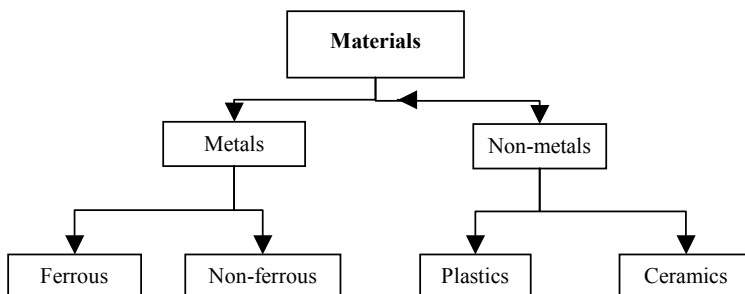 Materials
Metals
Non-metals
Ferrous
Non-ferrous
Plastics
Ceramics